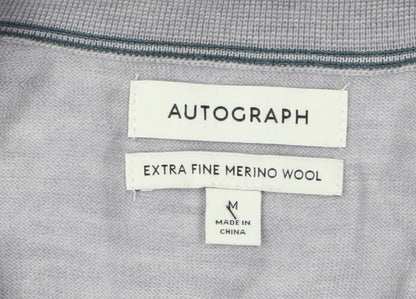 AUTOGRAPH
EXTRA FINE MERINO WOOL
M
MADE IN
CHINA